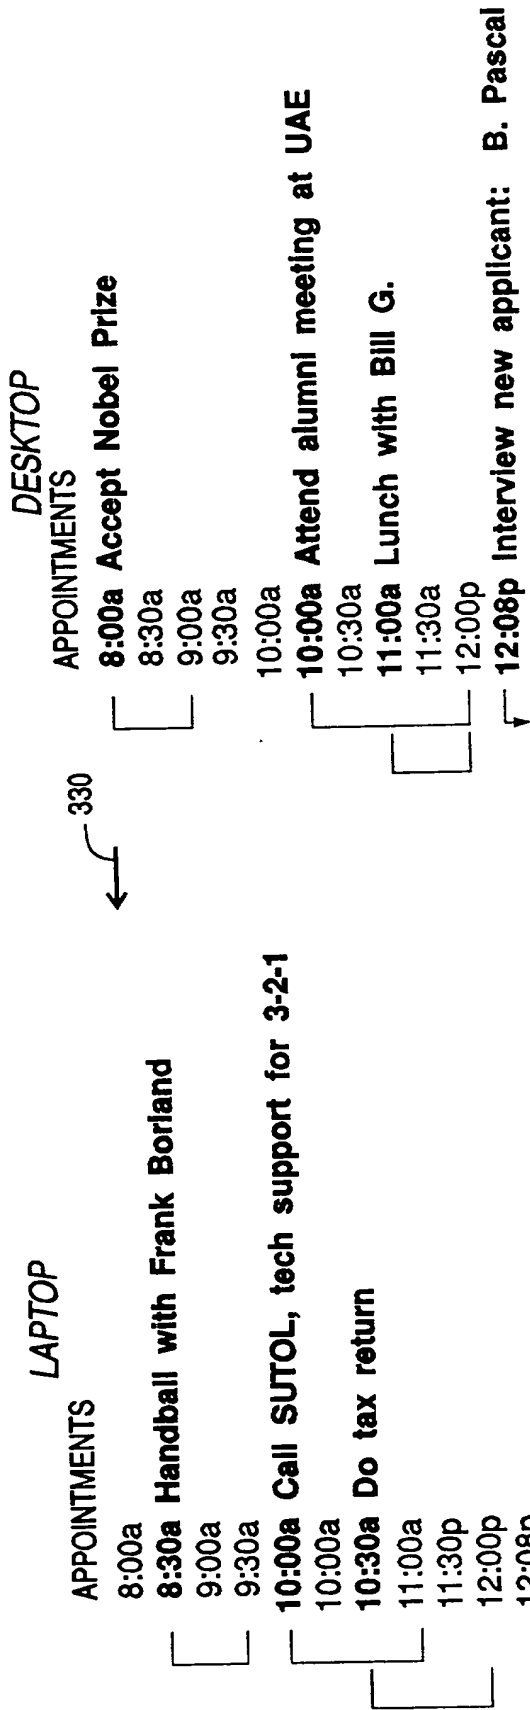 LAPTOP
APPOINTMENTS
8:00a
8:30a Handball with Frank Borland
9:00a
9:30a
10:00a Call SUTOL, tech support for 3-2-1
10:00a
10:30a Do tax return
11:00a
11:30p
12:00p
12:08p
330
DESKTOP
APPOINTMENTS
8:00a Accept Nobel Prize
8:30a
9:00a
9:30a
10:00a
10:00a Attend alumni meeting at UAE
10:30a
11:00a Lunch with Bill G.
11:30a
12:00p
12:08p Interview new applicant: B. Pascal